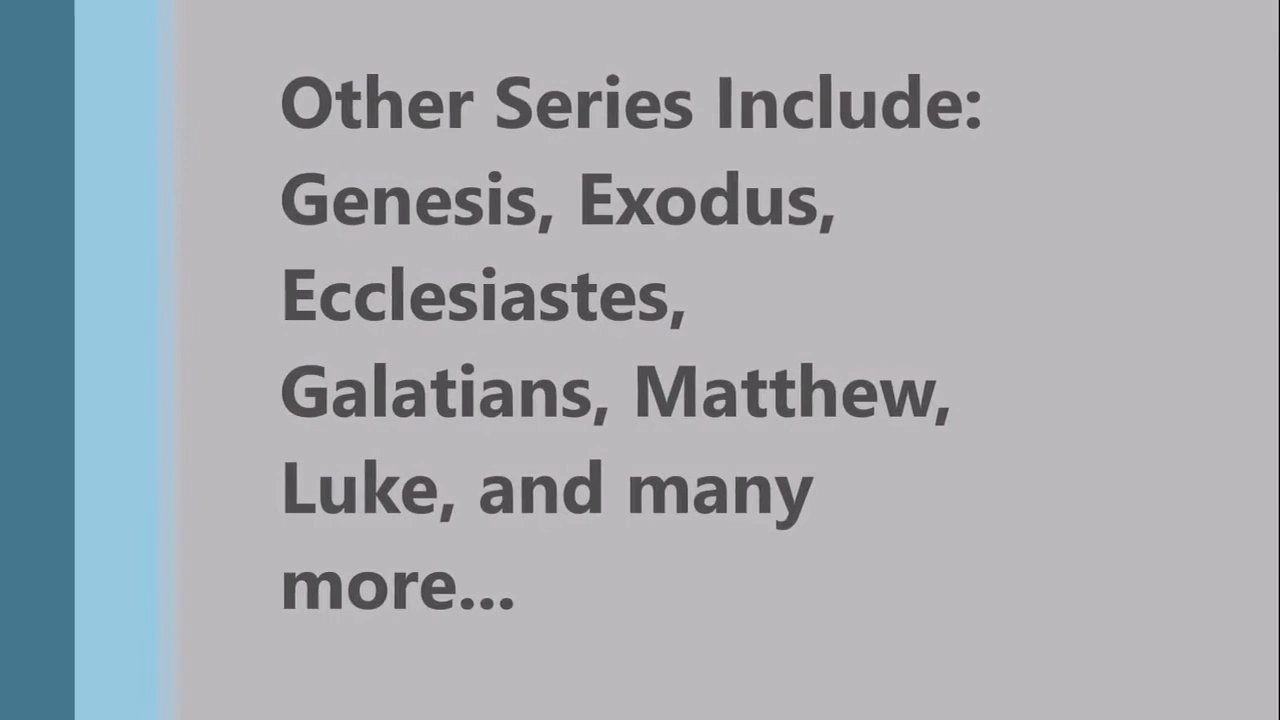 Other Series Include:
Genesis, Exodus,
Ecclesiastes,
Galatians, Matthew,
Luke, and many
more...